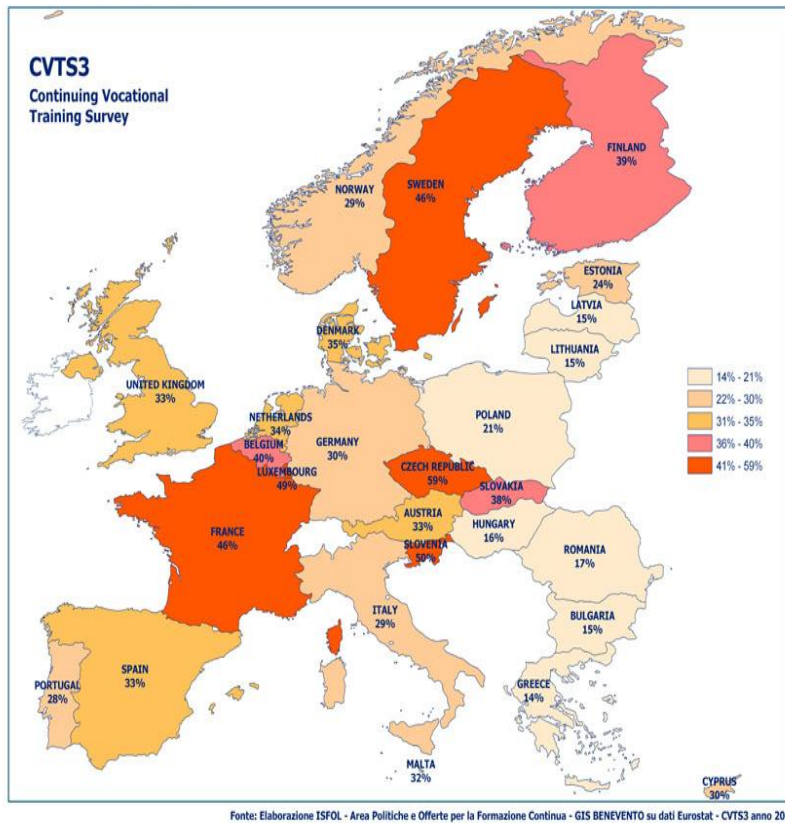 CVTS3
Continuing Vocational
Training Survey
FINLAND
39%
NORWAY
29%
SWEDEN
46%
ESTONIA
24%
LATVIA
15%
LITHUANIA
15%
DENMARK
35%
UNITED KINGDOM
33%
NETHERLANDS
34%
BELGIUM
40%
LUXEMBOURG
49%
GERMANY
30%
POLAND
21%
14% - 21%
22% - 30%
31% - 35%
36% - 40%
41% - 59%
CZECH REPUBLIC
59%
SLOVAKIA
38%
AUSTRIA
33%
HUNGARY
16%
SLOVENIA
50%
FRANCE
46%
ROMANIA
17%
BULGARIA
15%
ITALY
29%
SPAIN
33%
PORTUGAL
28%
GREECE
14%
MALTA
32%
CYPRUS
30%
Fonte: Elaborazione ISFOL - Area Politiche e Offerte per la Formazione Continua - GIS BENEVENTO su dati Eurostat - CVTS3 anno 20